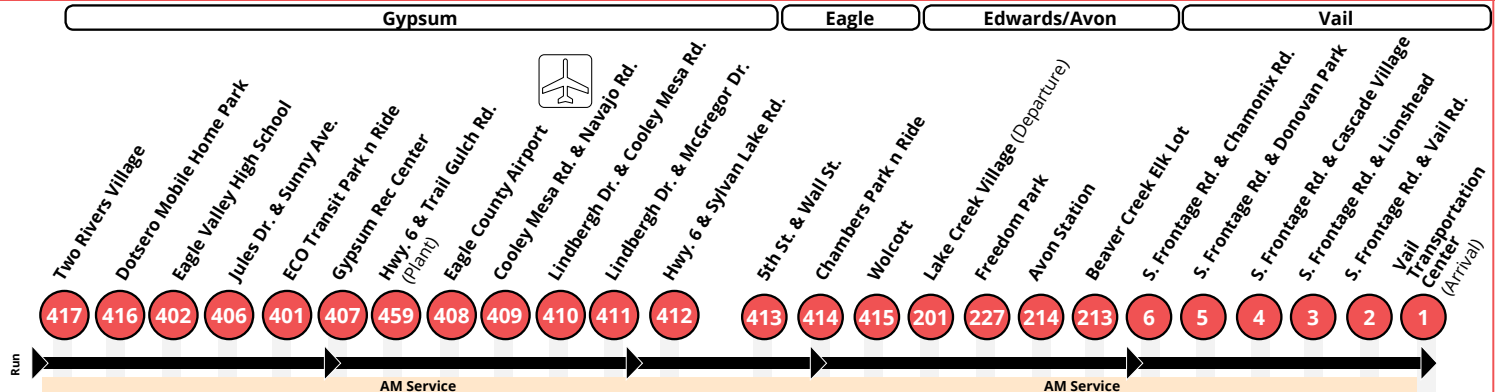 Gypsum
Eagle
Edwards/Avon
Vail
Two Rivers Village
Dotsero Mobile Home Park
Eagle Valley High School
Jules Dr. & Sunny Ave.
ECO Transit Park n Ride
Gypsum Rec Center
Hwy. 6 & Trail Gulch Rd.
(Plant)
Eagle County Airport
Cooley Mesa Rd. & Navajo Rd.
Lindbergh Dr. & Cooley Mesa Rd.
Lindbergh Dr. & McGregor Dr.
Hwy. 6 & Sylvan Lake Rd.
5th St. & Wall St.
Chambers Park n Ride
Wolcott
Lake Creek Village (Departure)
Freedom Park
Avon Station
Beaver Creek Elk Lot
S. Frontage Rd. & Chamonix Rd.
S. Frontage Rd. & Donovan Park
S. Frontage Rd. & Cascade Village
S. Frontage Rd. & Lionshead
S. Frontage Rd. & Vail Rd.
Vail
Transportation
Center
(Arrival)
417 416 402 406 401 407 459 408 409 410 411 412 413 414 415 201 227 214 213 6 5 4 3 2 1
Run
AM Service
AM Service